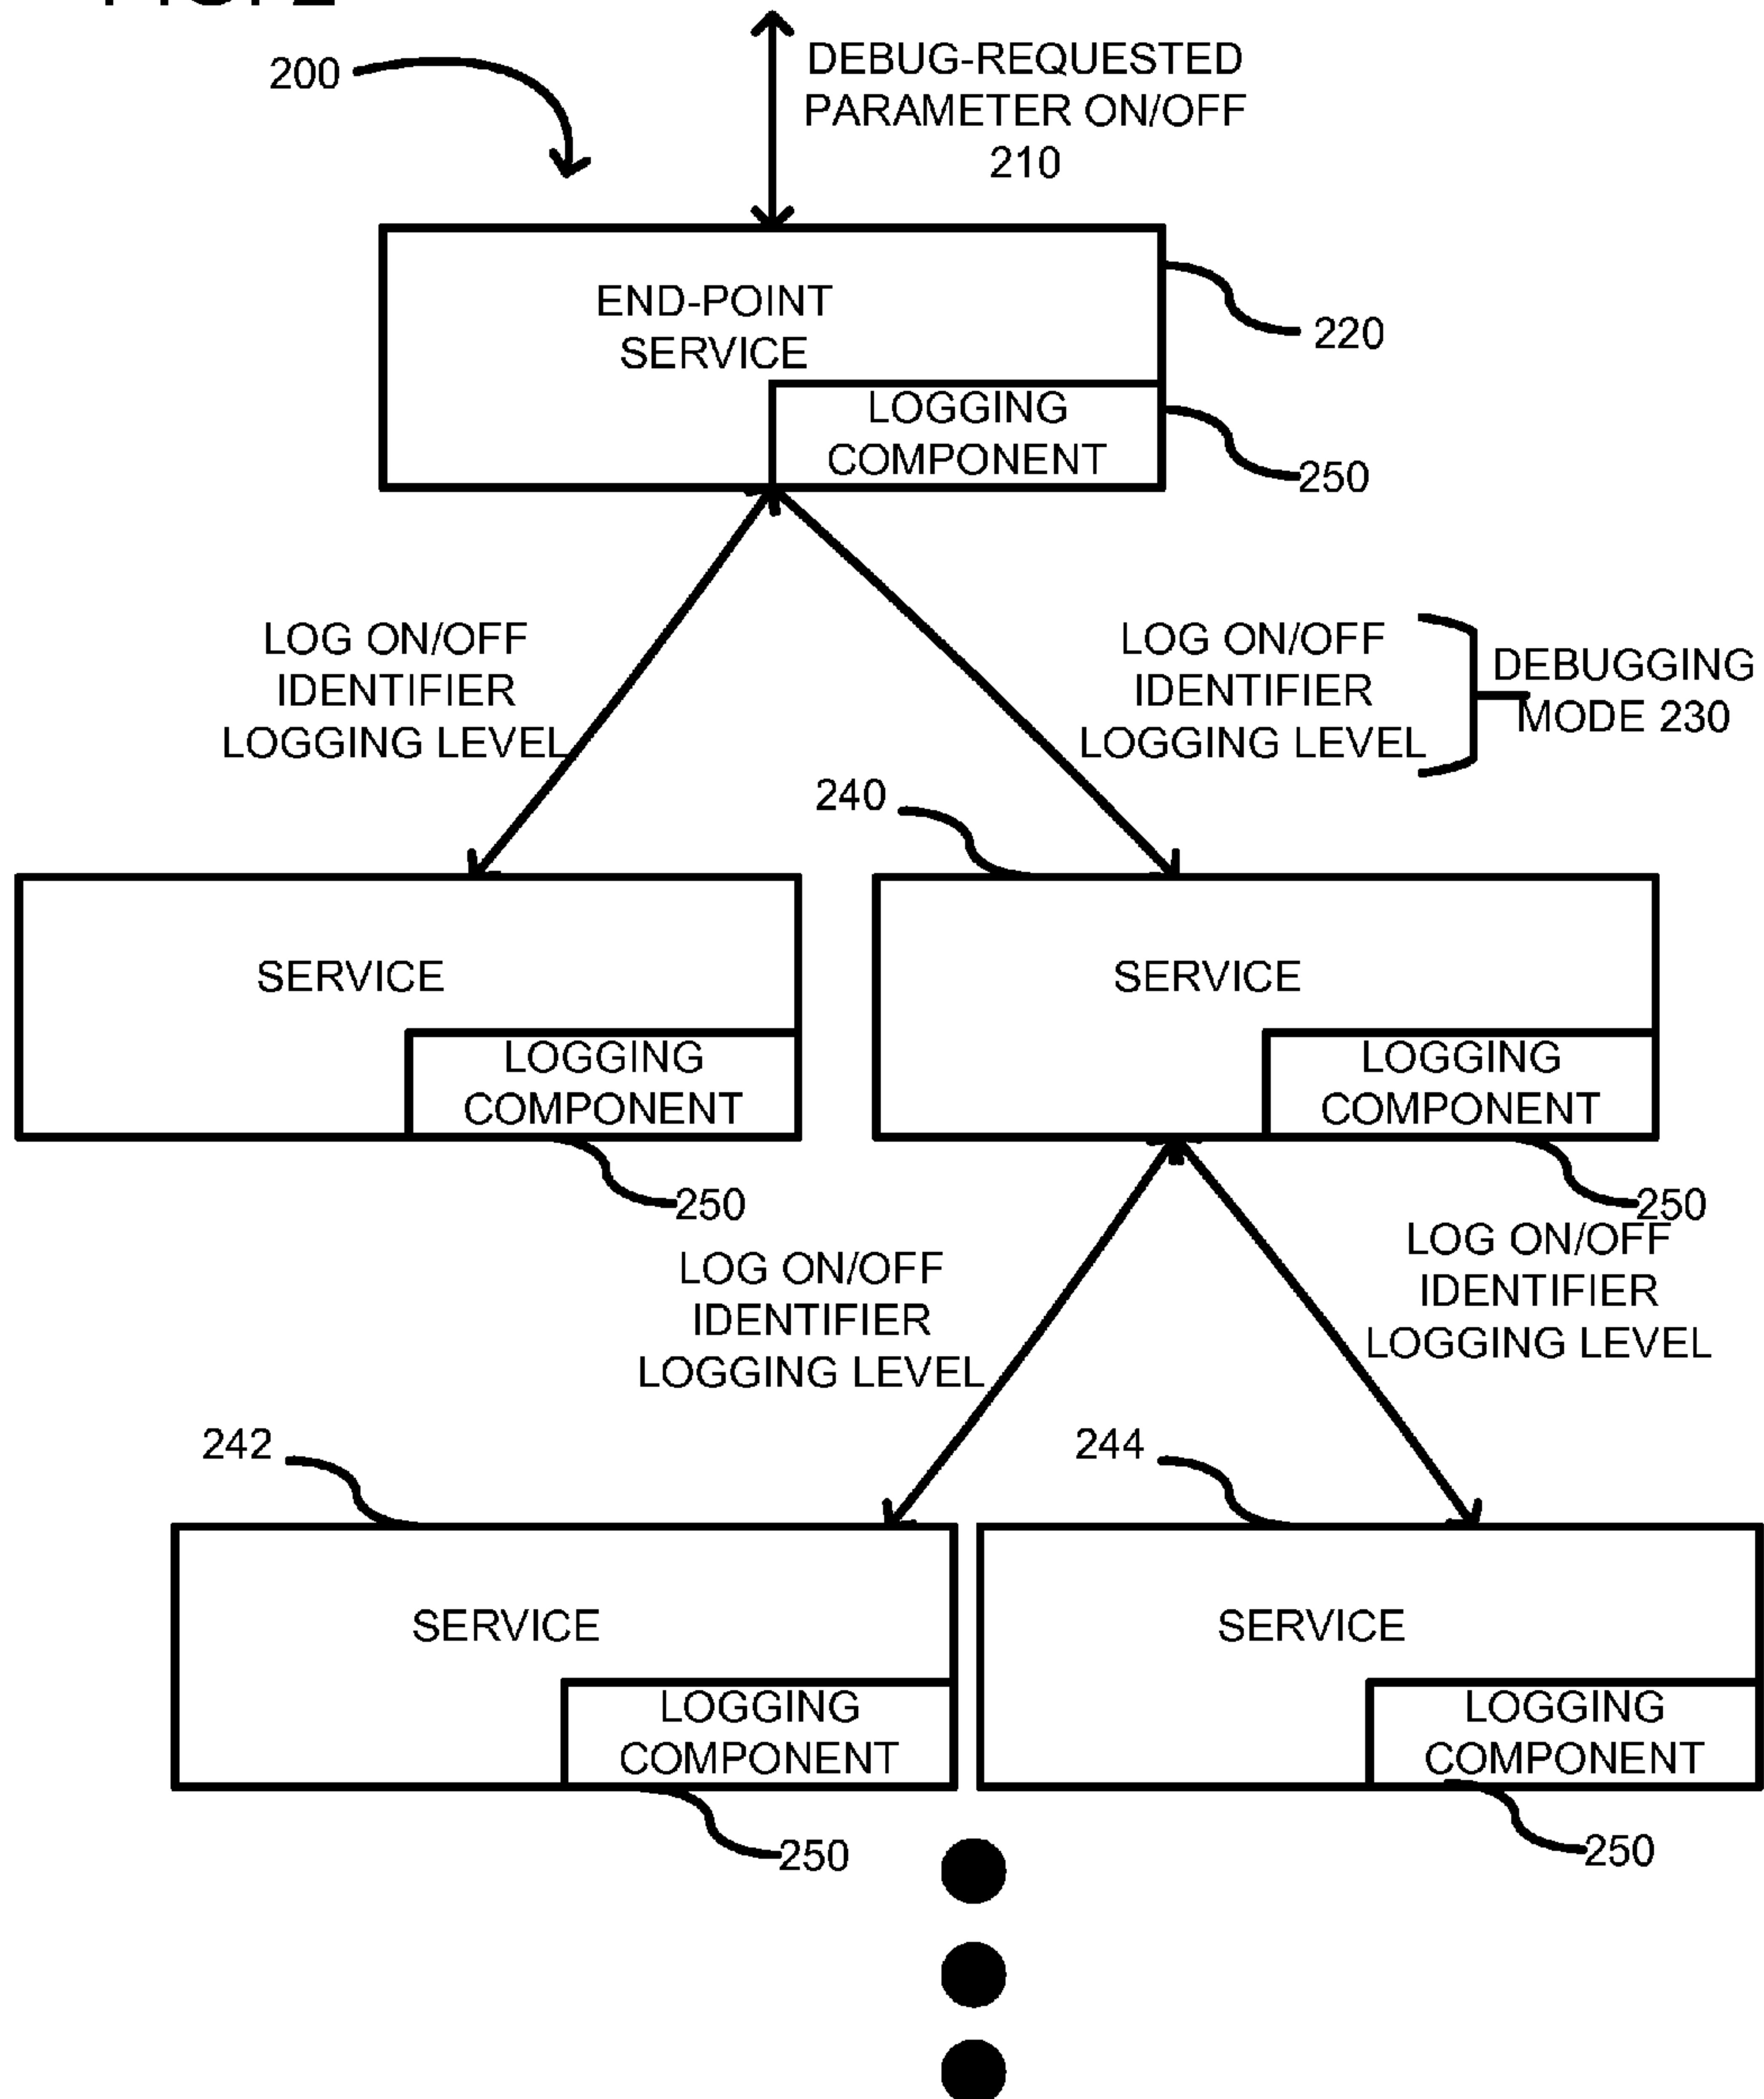 200
DEBUG-REQUESTED
PARAMETER ON/OFF
210
END-POINT
SERVICE
220
LOGGING
COMPONENT
250
LOG ON/OFF
IDENTIFIER
LOGGING LEVEL
LOG ON/OFF
IDENTIFIER
LOGGING LEVEL
DEBUGGING
MODE 230
240
SERVICE
LOGGING
COMPONENT
250
SERVICE
LOGGING
COMPONENT
250
LOG ON/OFF
IDENTIFIER
LOGGING LEVEL
LOG ON/OFF
IDENTIFIER
LOGGING LEVEL
242
244
SERVICE
LOGGING
COMPONENT
250
SERVICE
LOGGING
COMPONENT
250